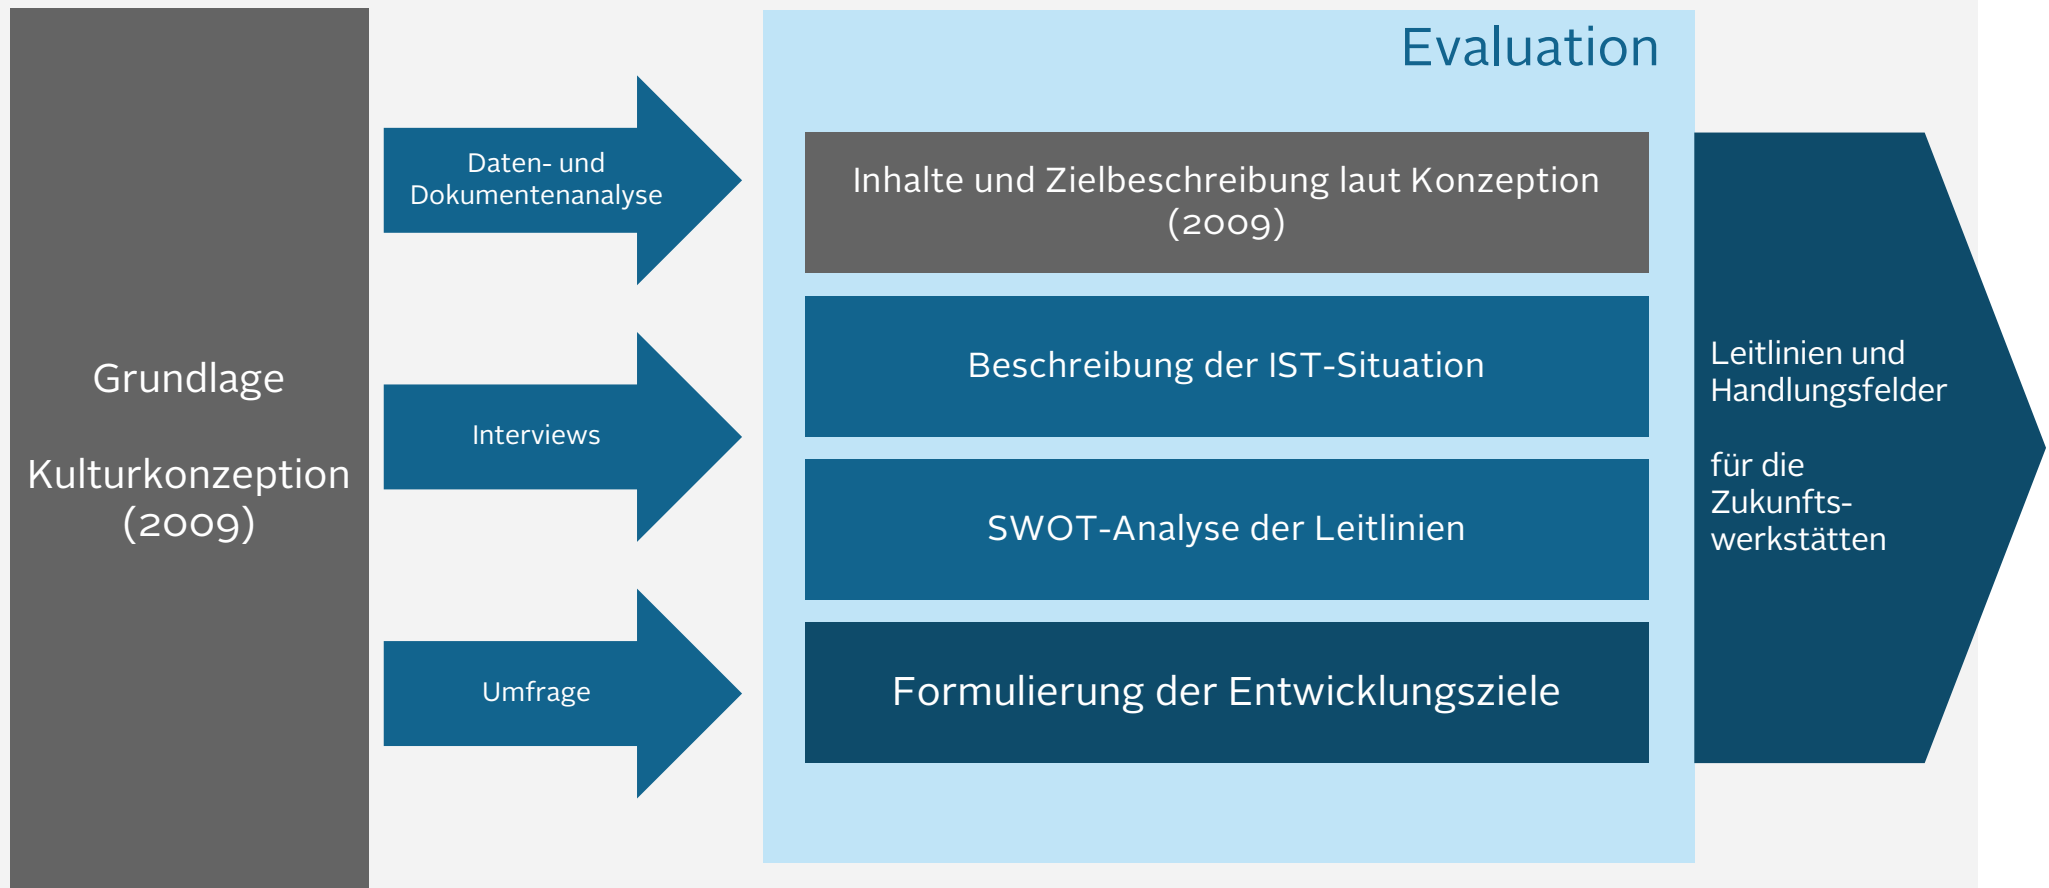 Grundlage
Kulturkonzeption
(2009)
Daten- und
Dokumentenanalyse
Interviews
Umfrage
Evaluation
Inhalte und Zielbeschreibung laut Konzeption
(2009)
Beschreibung der IST-Situation
SWOT-Analyse der Leitlinien
Formulierung der Entwicklungsziele
Leitlinien und
Handlungsfelder
für die
Zukunfts-
werkstätten